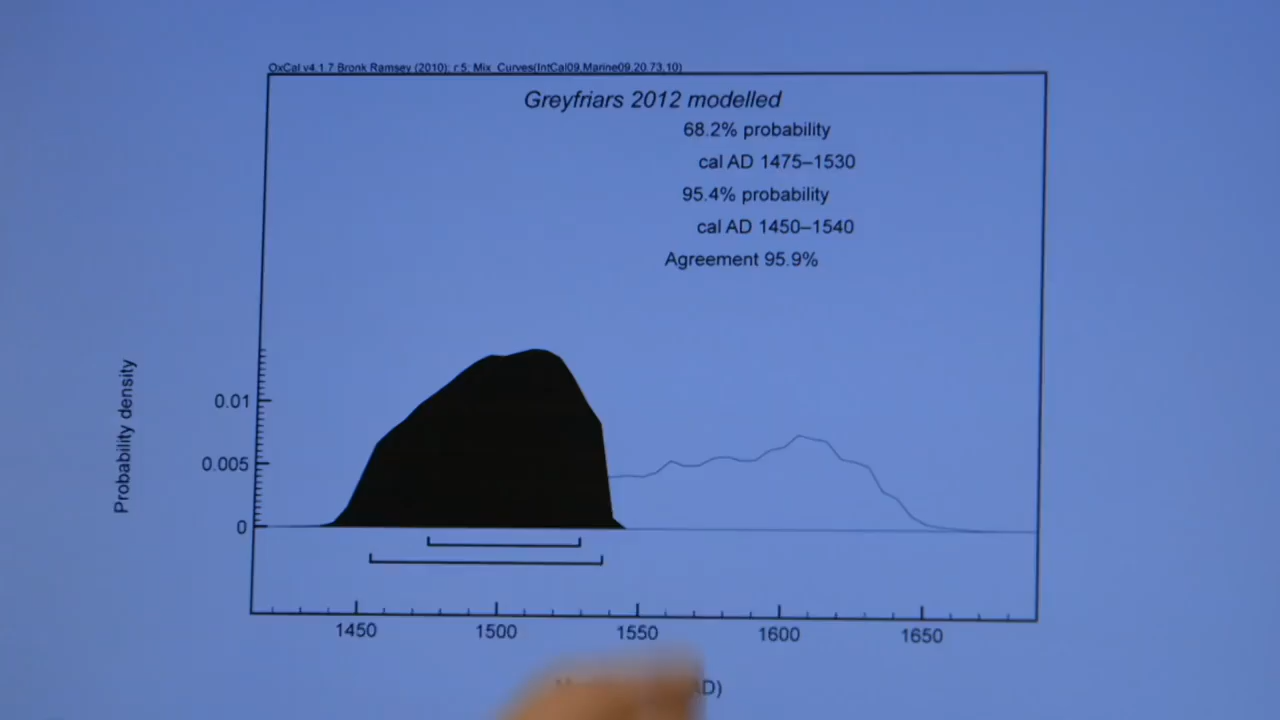 OxCal v4.1.7 Bronk Ramsey (2010); r:5; Mix_Curves(IntCal09,Marine09,20.73,10)
Greyfriars 2012 modelled
68.2% probability
cal AD 1475–1530
95.4% probability
cal AD 1450–1540
Agreement 95.9%
Probability density
0.01
0.005
0
1450 1500 1550 1600 1650
AD)